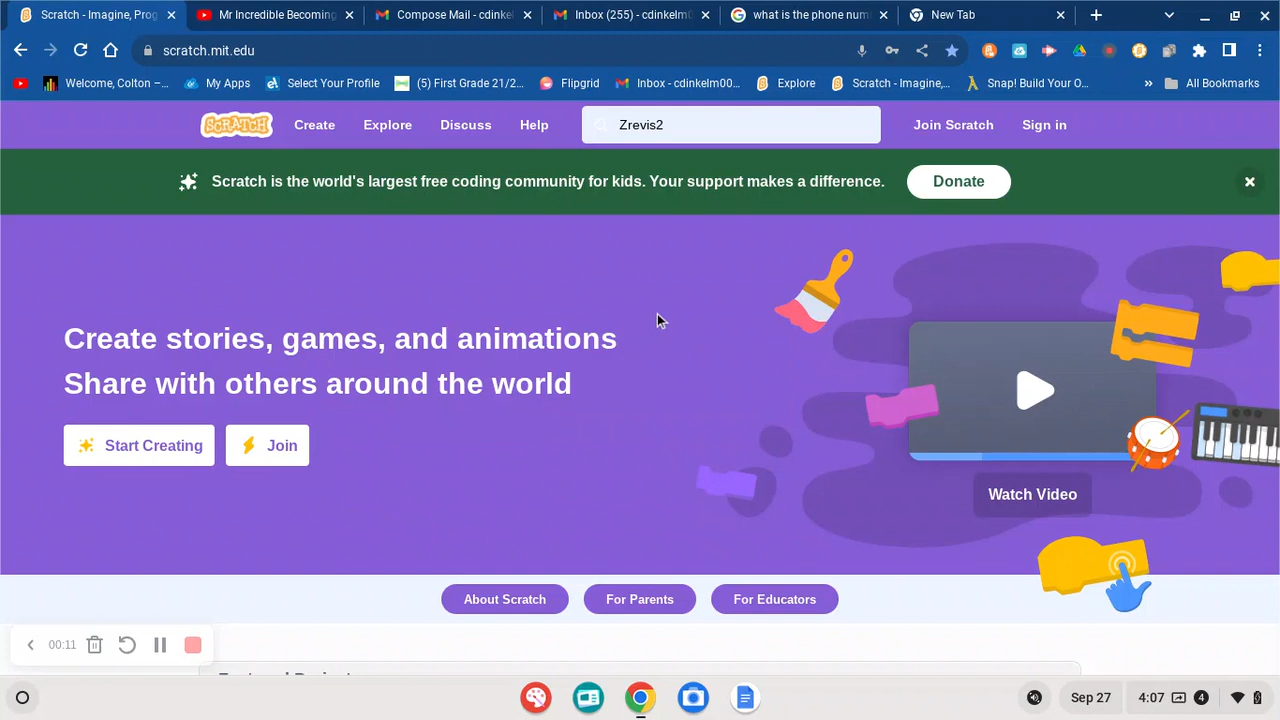 Scratch - Imagine, Prog
Mr Incredible Becoming
Compose Mail - cdinkel
Inbox (255) - cdinkelm0
what is the phone num
New Tab
scratch.mit.edu
Welcome, Colton –...
My Apps
Select Your Profile
(5) First Grade 21/2...
Flipgrid
Inbox - cdinkelm00...
Explore
Scratch - Imagine,...
Snap! Build Your O...
»
All Bookmarks
SCRATCH
Create
Explore
Discuss
Help
Zrevis2
Join Scratch
Sign in
Scratch is the world's largest free coding community for kids. Your support makes a difference.
Donate
Create stories, games, and animations
Share with others around the world
Start Creating
Join
Watch Video
About Scratch
For Parents
For Educators
00:11
Sep 27
4:07
4